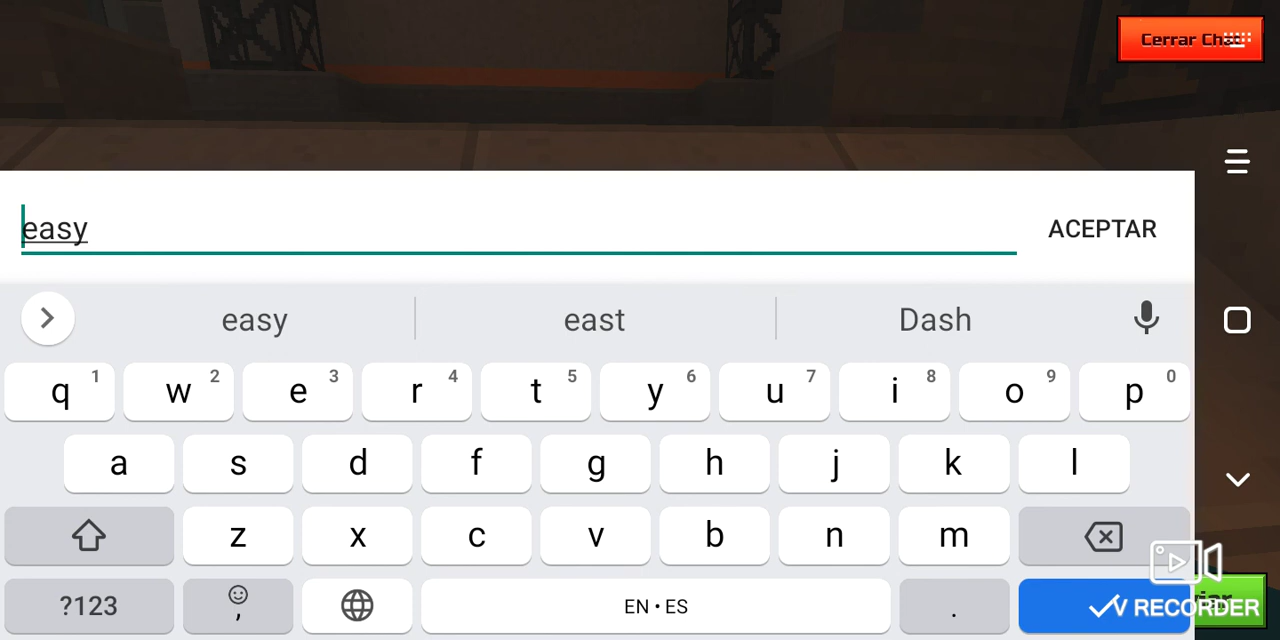 Cerrar Chat
easy
ACEPTAR
easy east Dash
q 1 w 2 e 3 r 4 t 5 y 6 u 7 i 8 o 9 p 0
a s d f g h j k l
z x c v b n m
?123 , EN • ES .
V RECORDER